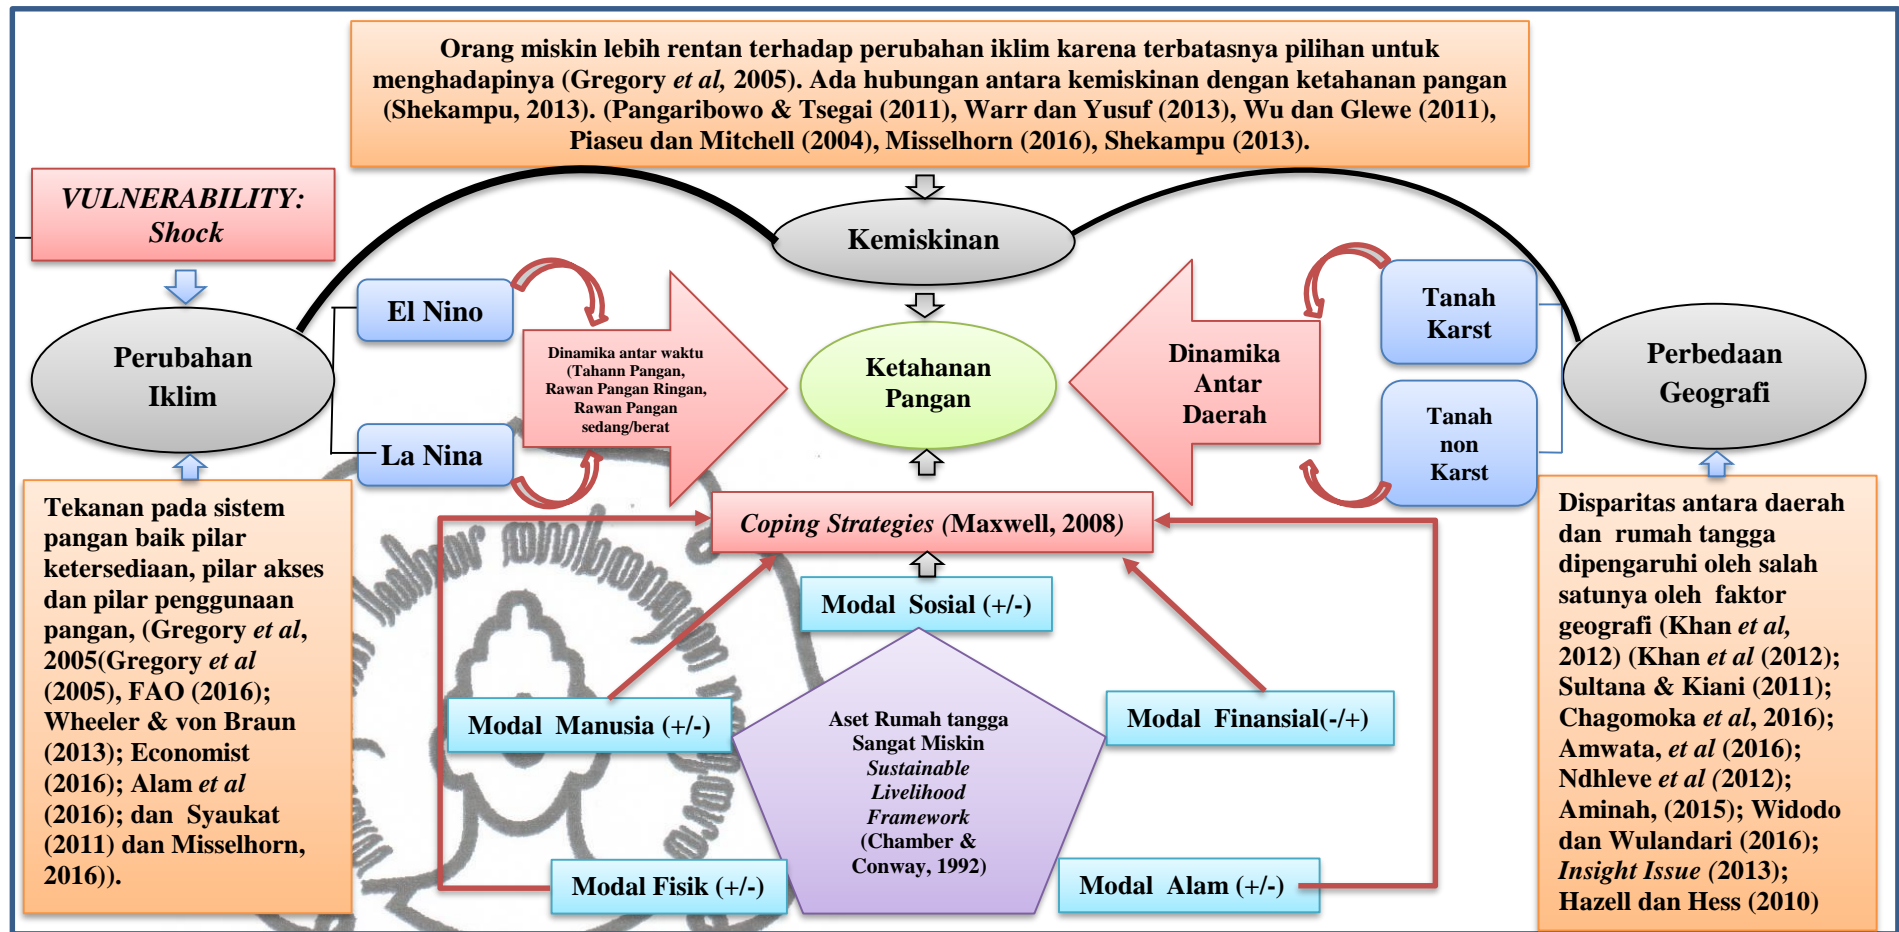 Orang miskin lebih rentan terhadap perubahan iklim karena terbatasnya pilihan untuk
menghadapinya (Gregory et al, 2005). Ada hubungan antara kemiskinan dengan ketahanan pangan
(Shekampu, 2013). (Pangaribowo & Tsegai (2011), Warr dan Yusuf (2013), Wu dan Glewe (2011),
Piaseu dan Mitchell (2004), Misselhorn (2016), Shekampu (2013).
VULNERABILITY:
Shock
Kemiskinan
Perubahan
Iklim
El Nino
La Nina
Dinamika antar waktu
(Tahann Pangan,
Rawan Pangan Ringan,
Rawan Pangan
sedang/berat
Ketahanan
Pangan
Dinamika
Antar
Daerah
Tanah
Karst
Tanah
non
Karst
Perbedaan
Geografi
Tekanan pada sistem
pangan baik pilar
ketersediaan, pilar akses
dan pilar penggunaan
pangan, (Gregory et al,
2005(Gregory et al
(2005), FAO (2016);
Wheeler & von Braun
(2013); Economist
(2016); Alam et al
(2016); dan Syaukat
(2011) dan Misselhorn,
2016)).
Coping Strategies (Maxwell, 2008)
Modal Sosial (+/-)
Modal Manusia (+/-)
Modal Finansial(-/+)
Aset Rumah tangga
Sangat Miskin
Sustainable
Livelihood
Framework
(Chamber &
Conway, 1992)
Modal Fisik (+/-)
Modal Alam (+/-)
Disparitas antara daerah
dan rumah tangga
dipengaruhi oleh salah
satunya oleh faktor
geografi (Khan et al,
2012) (Khan et al (2012);
Sultana & Kiani (2011);
Chagomoka et al, 2016);
Amwata, et al (2016);
Ndhleve et al (2012);
Aminah, (2015); Widodo
dan Wulandari (2016);
Insight Issue (2013);
Hazell dan Hess (2010)